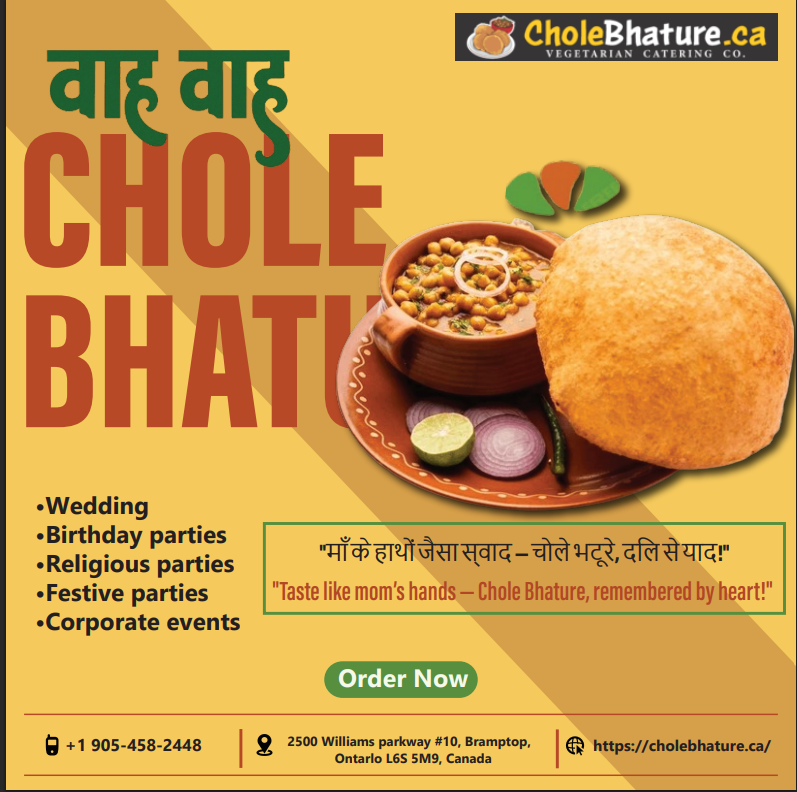 CholeBhature.ca
VEGETARIAN CATERING CO.
वाह वाह
CHOLE
BHATU
•Wedding
•Birthday parties
•Religious parties
•Festive parties
•Corporate events
"माँ के हाथों जैसा स्वाद – चोले भटूरे, दलि से याद!"
"Taste like mom's hands – Chole Bhature, remembered by heart!"
Order Now
+1 905-458-2448
2500 Williams parkway #10, Bramptop,
Ontarlo L6S 5M9, Canada
https://cholebhature.ca/